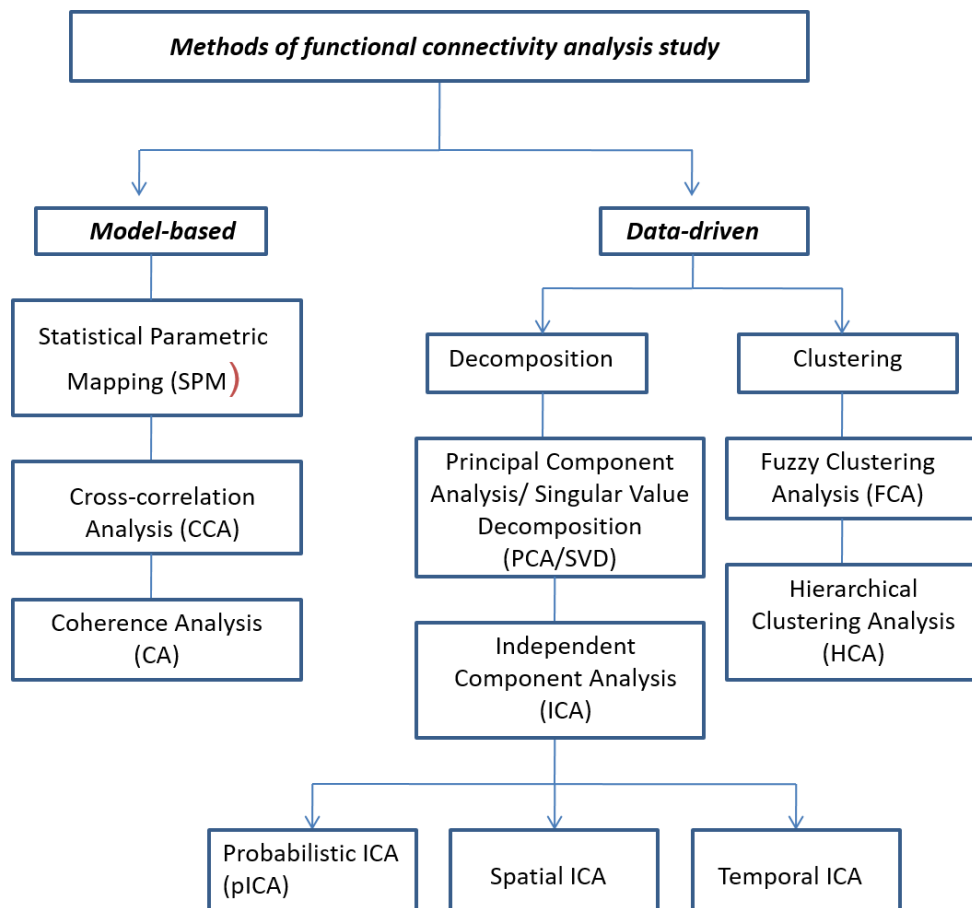 Methods of functional connectivity analysis study
Model-based
Data-driven
Statistical Parametric
Mapping (SPM)
Decomposition
Clustering
Cross-correlation
Analysis (CCA)
Principal Component
Analysis/ Singular Value
Decomposition
(PCA/SVD)
Fuzzy Clustering
Analysis (FCA)
Coherence Analysis
(CA)
Independent
Component Analysis
(ICA)
Hierarchical
Clustering Analysis
(HCA)
Probabilistic ICA
(pICA)
Spatial ICA
Temporal ICA